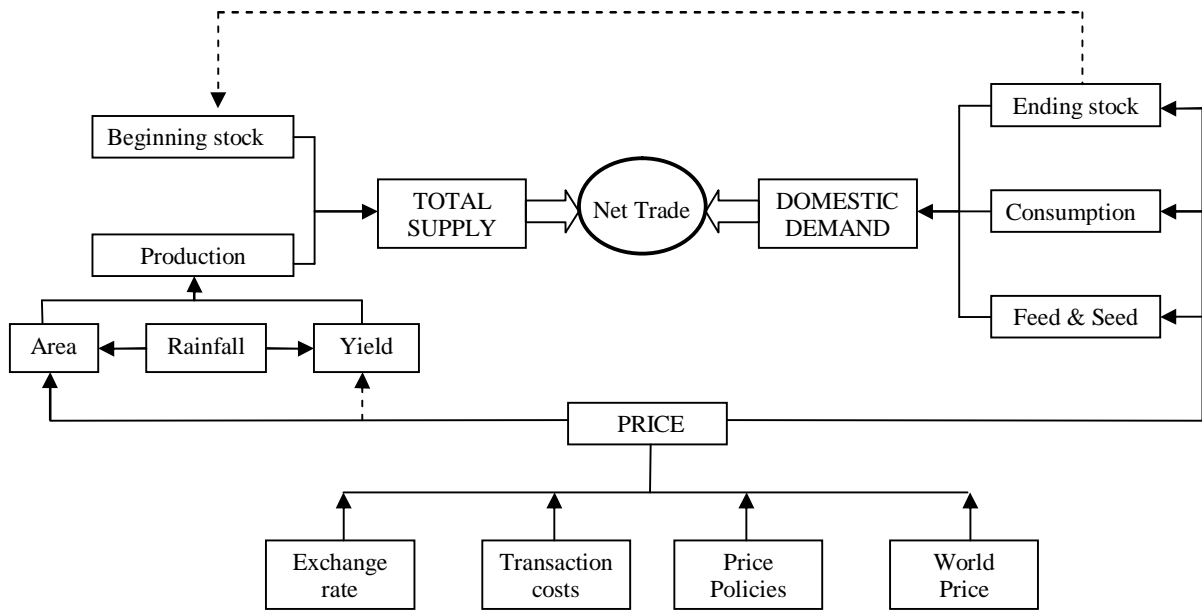 Beginning stock
Ending stock
TOTAL
SUPPLY
Net Trade
DOMESTIC
DEMAND
Consumption
Production
Area
Rainfall
Yield
Feed & Seed
PRICE
Exchange
rate
Transaction
costs
Price
Policies
World
Price